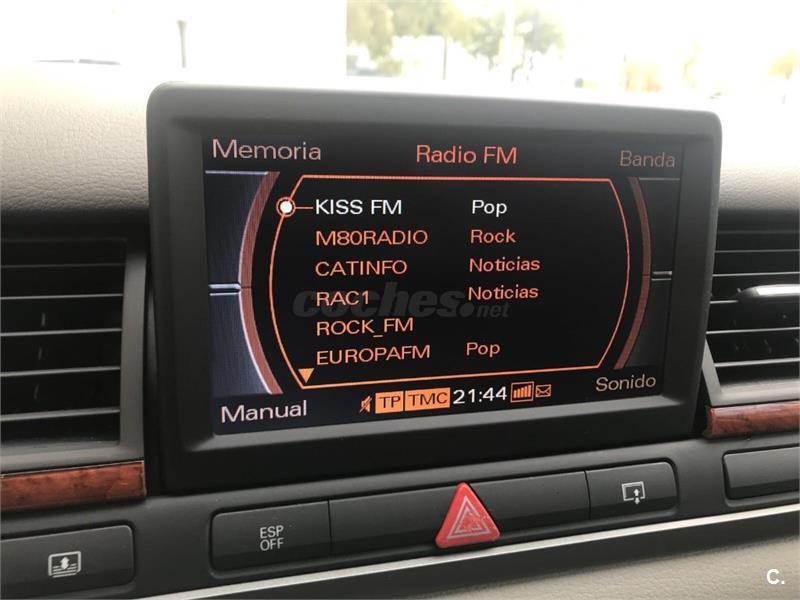 Memoria
Radio FM
Banda
KISS FM Pop
M80RADIO Rock
CATINFO Noticias
RAC1 Noticias
ROCK_FM
EUROPAFM Pop
coches.net
Manual
TP TMC 21:44
Sonido
ESP
OFF
C.